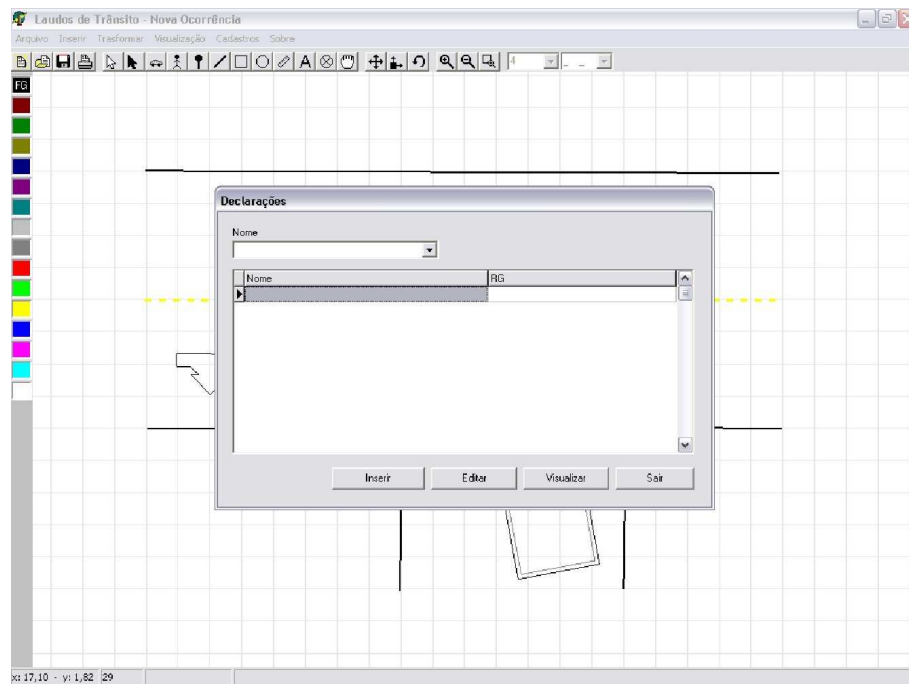 Laudos de Trânsito - Nova Ocorrência
Arquivo Inserir Trasformar Visualização Cadastros Sobre
A 4
FG
Declarações
Nome
Nome RG
Inserir Editar Visualizar Sair
x: 17,10 - y: 1,82 29